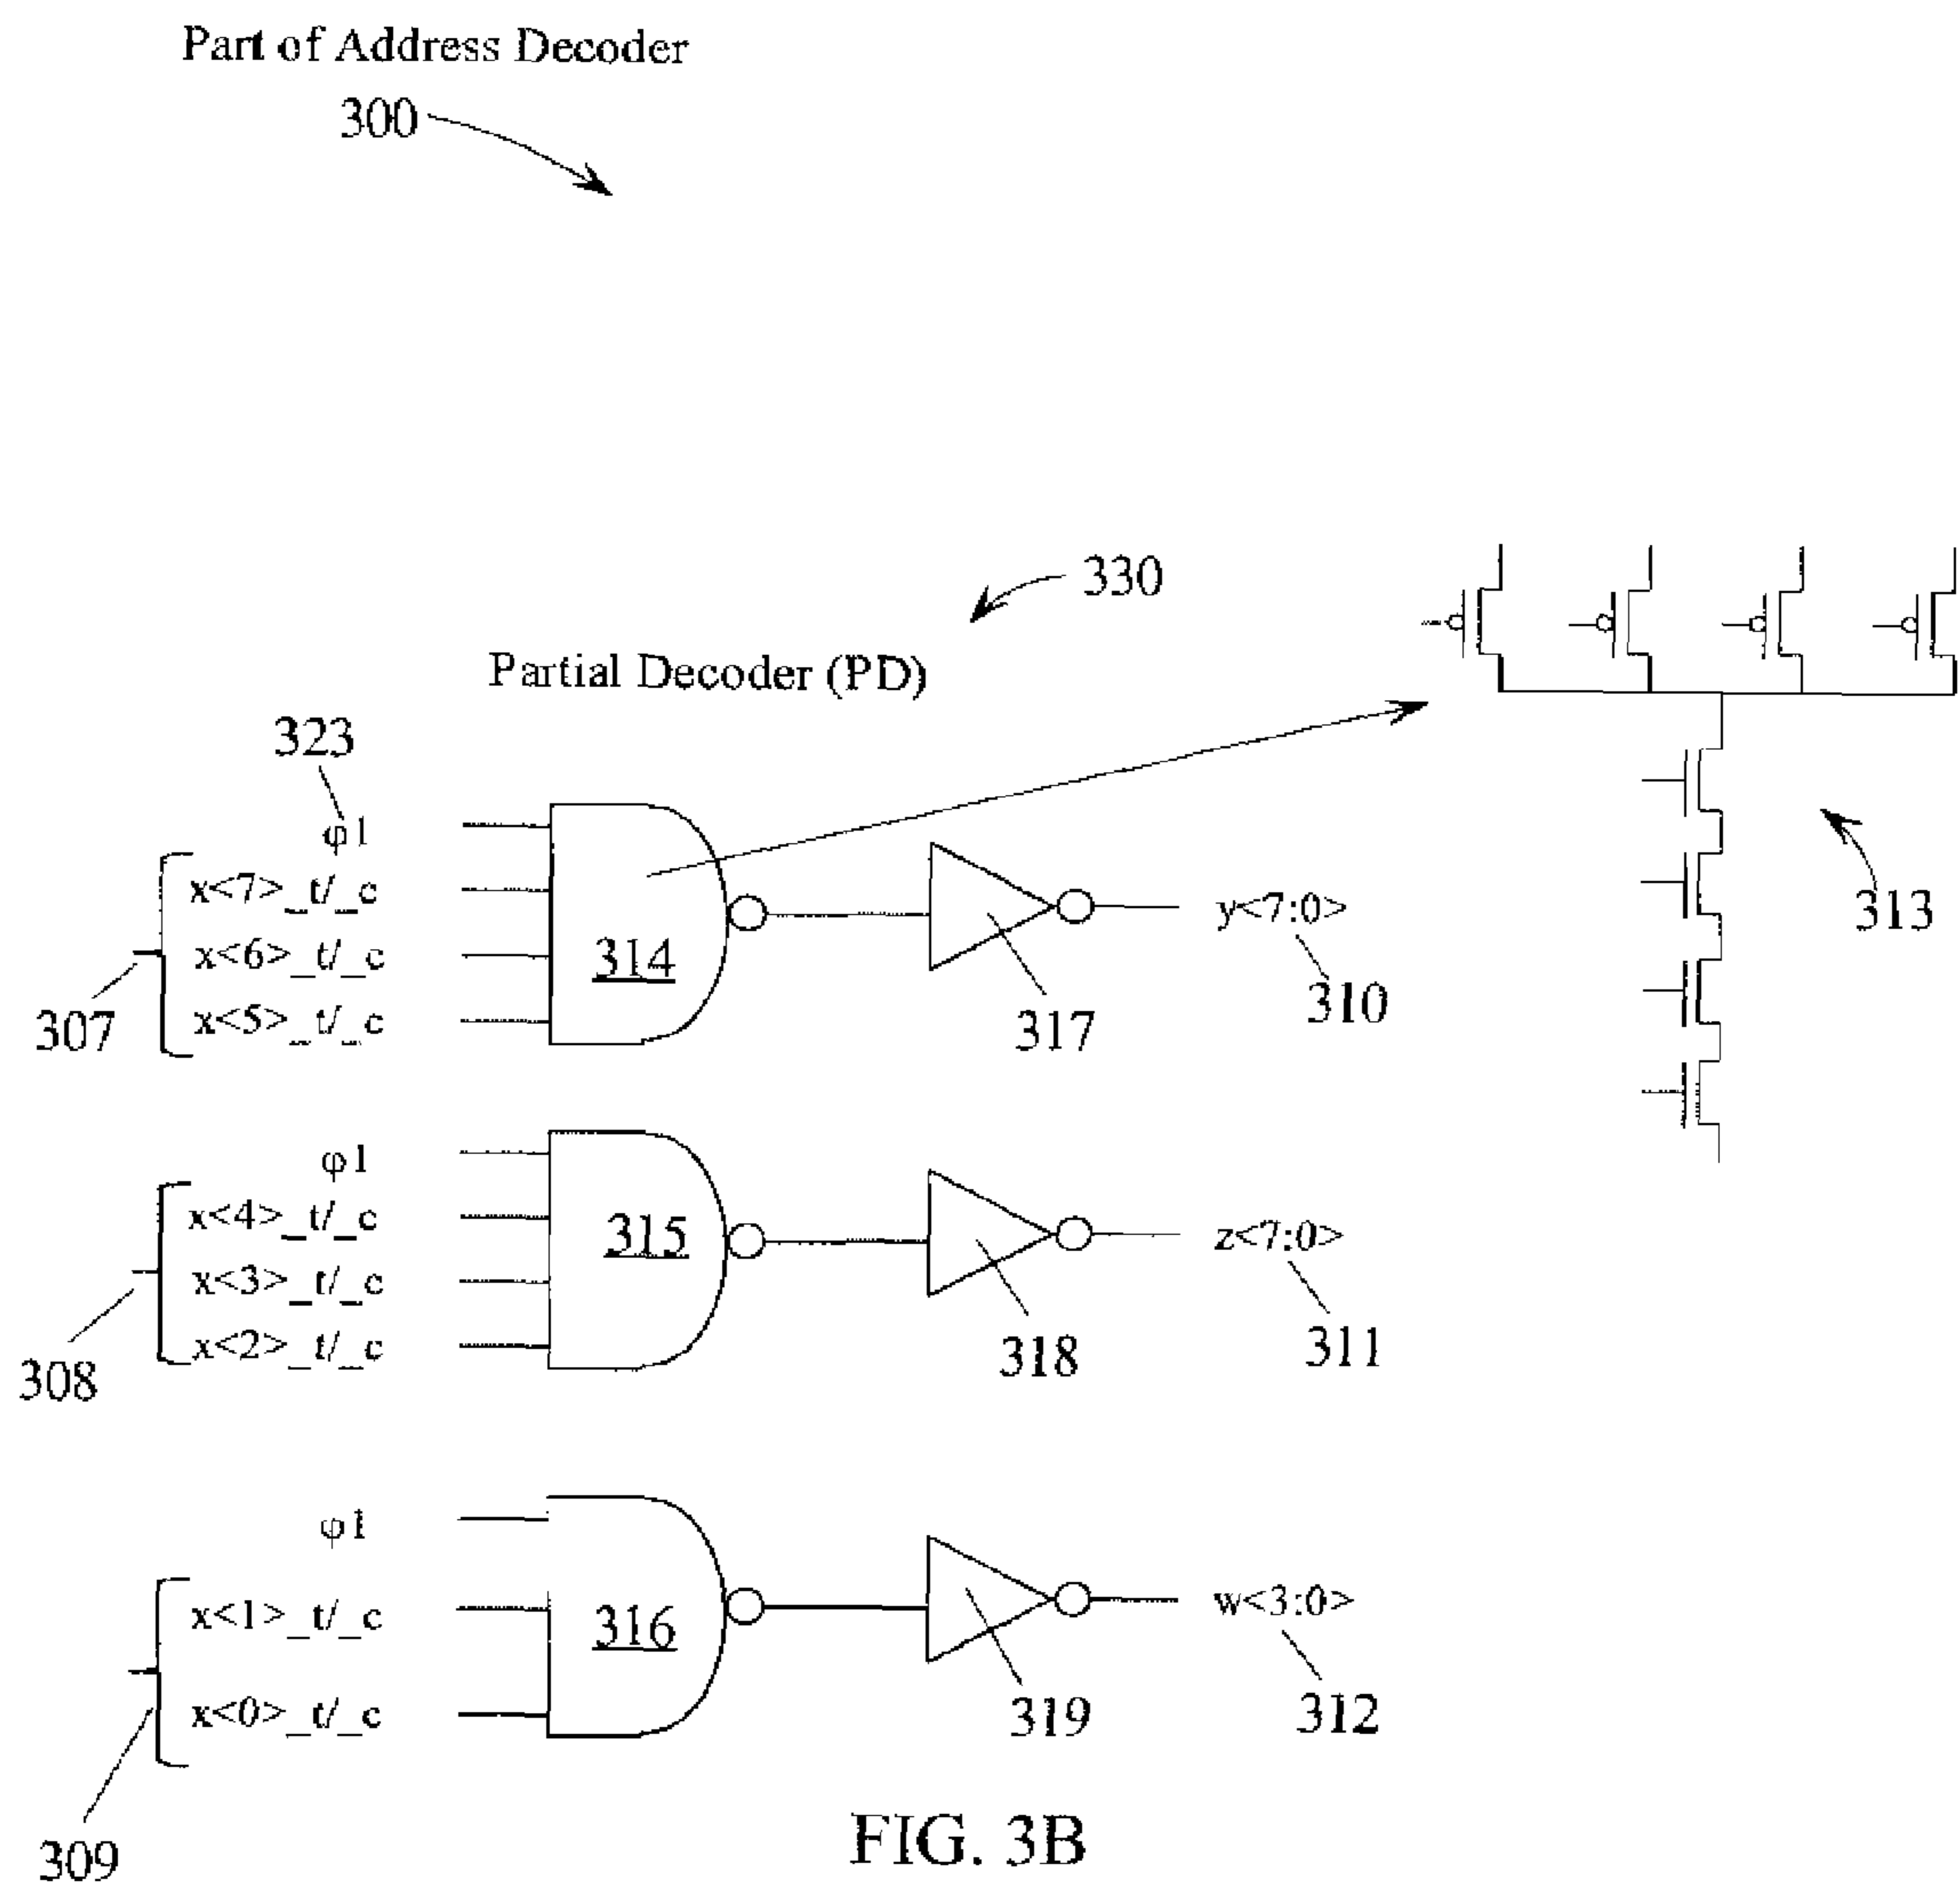 Part of Address Decoder
300
330
Partial Decoder (PD)
323
φ1
x<7>_t/_c
x<6>_t/_c
x<5>_t/_c
307
314
317
y<7:0>
310
313
φ1
x<4>_t/_c
x<3>_t/_c
x<2>_t/_c
308
315
318
z<7:0>
311
φ1
x<1>_t/_c
x<0>_t/_c
309
316
319
w<3:0>
312
FIG. 3B